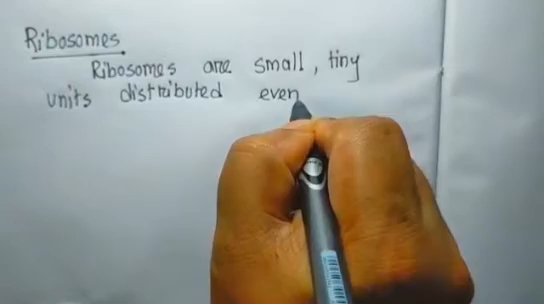 Ribosomes
Ribosomes are small, tiny
units distributed even